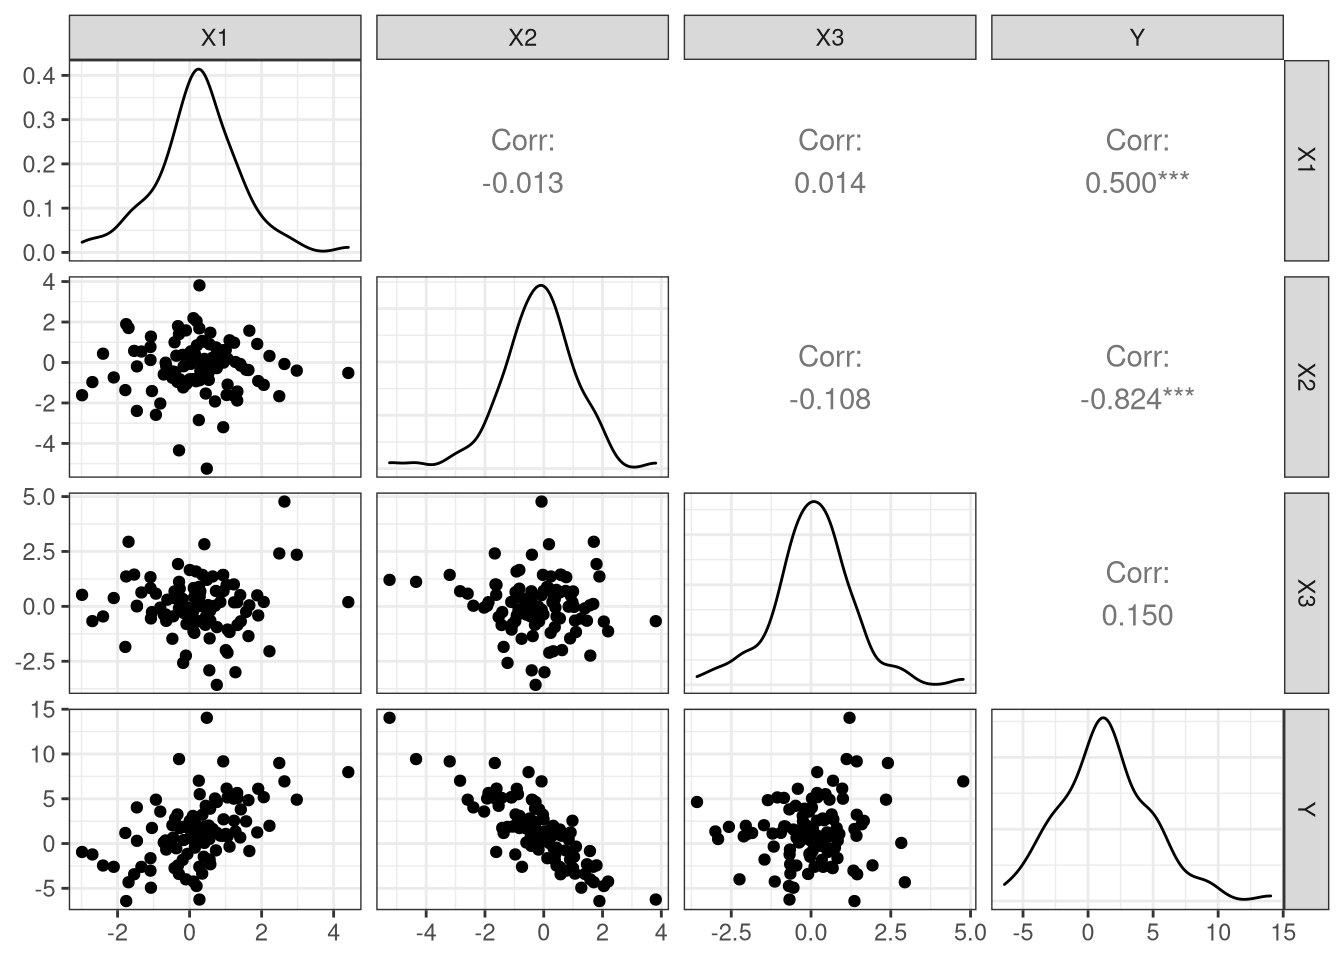 X1 X2 X3 Y
0.4
0.3
0.2
0.1
0.0
Corr:
-0.013
Corr:
0.014
Corr:
0.500***
X1
4
2
0
-2
-4
Corr:
-0.108
Corr:
-0.824***
X2
5.0
2.5
0.0
-2.5
Corr:
0.150
X3
15
10
5
0
-5
Y
-2 0 2 4
-4 -2 0 2 4
-2.5 0.0 2.5 5.0
-5 0 5 10 15